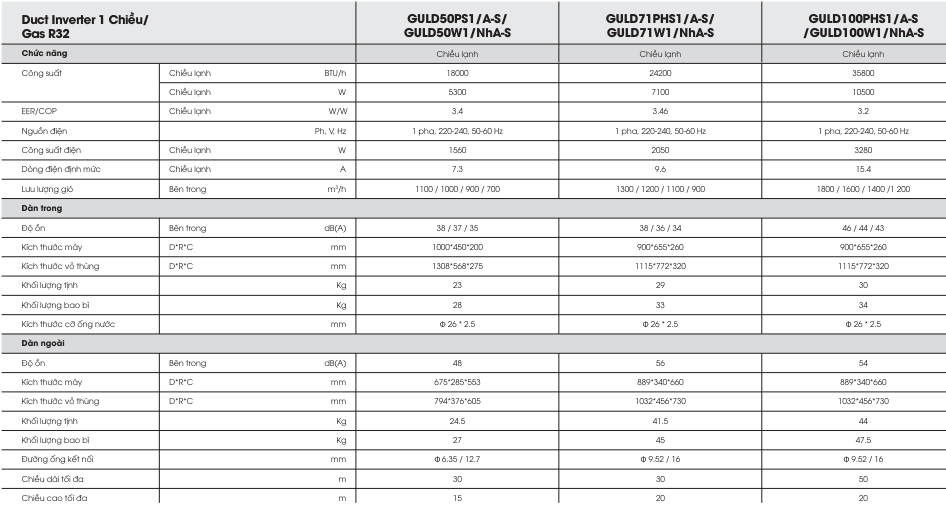 Duct Inverter 1 Chiều/ GULD50PS1/A-S/ GULD71PHS1/A-S/ GULD100PHS1/A-S
Gas R32 GULD50W1/NhA-S GULD71W1/NhA-S /GULD100W1/NhA-S
Chức năng Chiều lạnh Chiều lạnh Chiều lạnh
Công suất Chiều lạnh BTU/h 18000 24200 35800
Chiều lạnh W 5300 7100 10500
EER/COP Chiều lạnh W/W 3.4 3.46 3.2
Nguồn điện Ph, V, Hz 1 pha, 220-240, 50-60 Hz 1 pha, 220-240, 50-60 Hz 1 pha, 220-240, 50-60 Hz
Công suất điện Chiều lạnh W 1560 2050 3280
Dòng điện định mức Chiều lạnh A 7.3 9.6 15.4
Lưu lượng gió Bên trong m³/h 1100 / 1000 / 900 / 700 1300 / 1200 / 1100 / 900 1800 / 1600 / 1400 /1 200
Dàn trong
Độ ồn Bên trong dB(A) 38 / 37 / 35 38 / 36 / 34 46 / 44 / 43
Kích thước máy D*R*C mm 1000*450*200 900*655*260 900*655*260
Kích thước vỏ thùng D*R*C mm 1308*568*275 1115*772*320 1115*772*320
Khối lượng tịnh Kg 23 29 30
Khối lượng bao bì Kg 28 33 34
Kích thước cỡ ống nước mm Φ 26 * 2.5 Φ 26 * 2.5 Φ 26 * 2.5
Dàn ngoài
Độ ồn Bên trong dB(A) 48 56 54
Kích thước máy D*R*C mm 675*285*553 889*340*660 889*340*660
Kích thước vỏ thùng D*R*C mm 794*376*605 1032*456*730 1032*456*730
Khối lượng tịnh Kg 24.5 41.5 44
Khối lượng bao bì Kg 27 45 47.5
Đường ống kết nối mm Φ 6.35 / 12.7 Φ 9.52 / 16 Φ 9.52 / 16
Chiều dài tối đa m 30 30 50
Chiều cao tối đa m 15 20 20